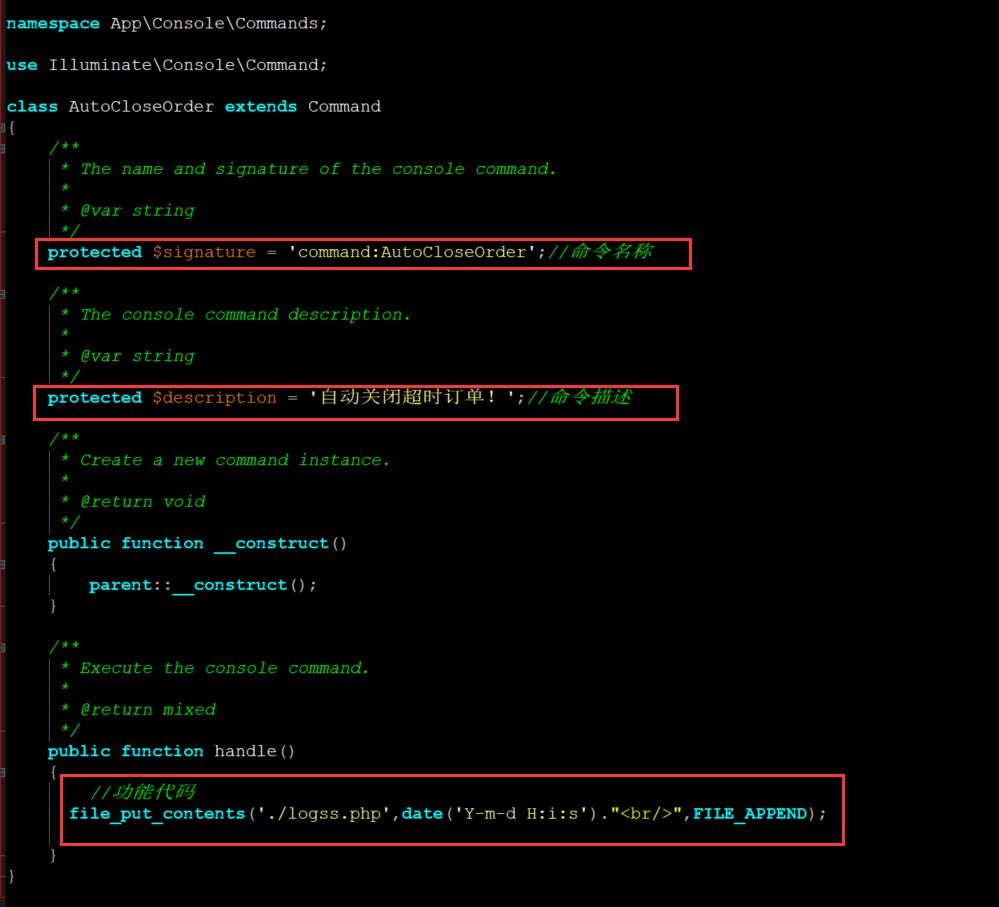 namespace App\Console\Commands;
use Illuminate\Console\Command;
class AutoCloseOrder extends Command
{
/**
* The name and signature of the console command.
*
* @var string
*/
protected $signature = 'command:AutoCloseOrder';//命令名称
/**
* The console command description.
*
* @var string
*/
protected $description = '自动关闭超时订单！';//命令描述
/**
* Create a new command instance.
*
* @return void
*/
public function __construct()
{
parent::__construct();
}
/**
* Execute the console command.
*
* @return mixed
*/
public function handle()
{
//功能代码
file_put_contents('./logss.php',date('Y-m-d H:i:s')."<br/>",FILE_APPEND);
}
}